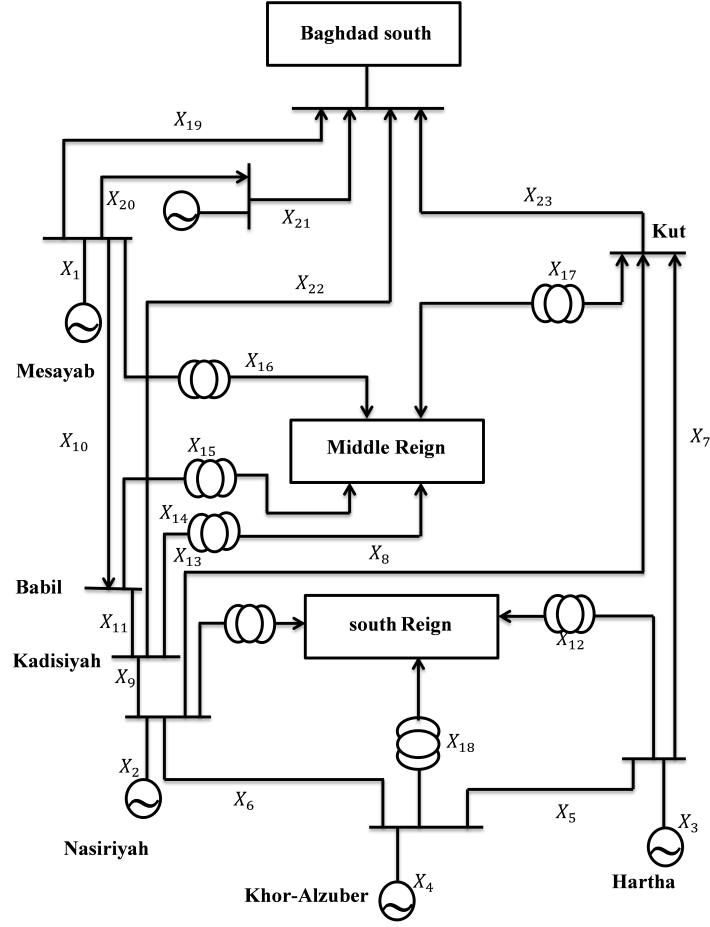 Baghdad south
X₁₉
X₂₀
X₂₁
X₂₃
Kut
X₁
X₂₂
X₁₇
Mesayab
X₁₆
X₁₀
Middle Reign
X₇
X₁₅
X₁₄
X₁₃
X₈
Babil
X₁₁
south Reign
X₁₂
Kadisiyah
X₉
X₁₈
X₂
X₆
X₅
X₃
Nasiriyah
Khor-Alzuber
X₄
Hartha